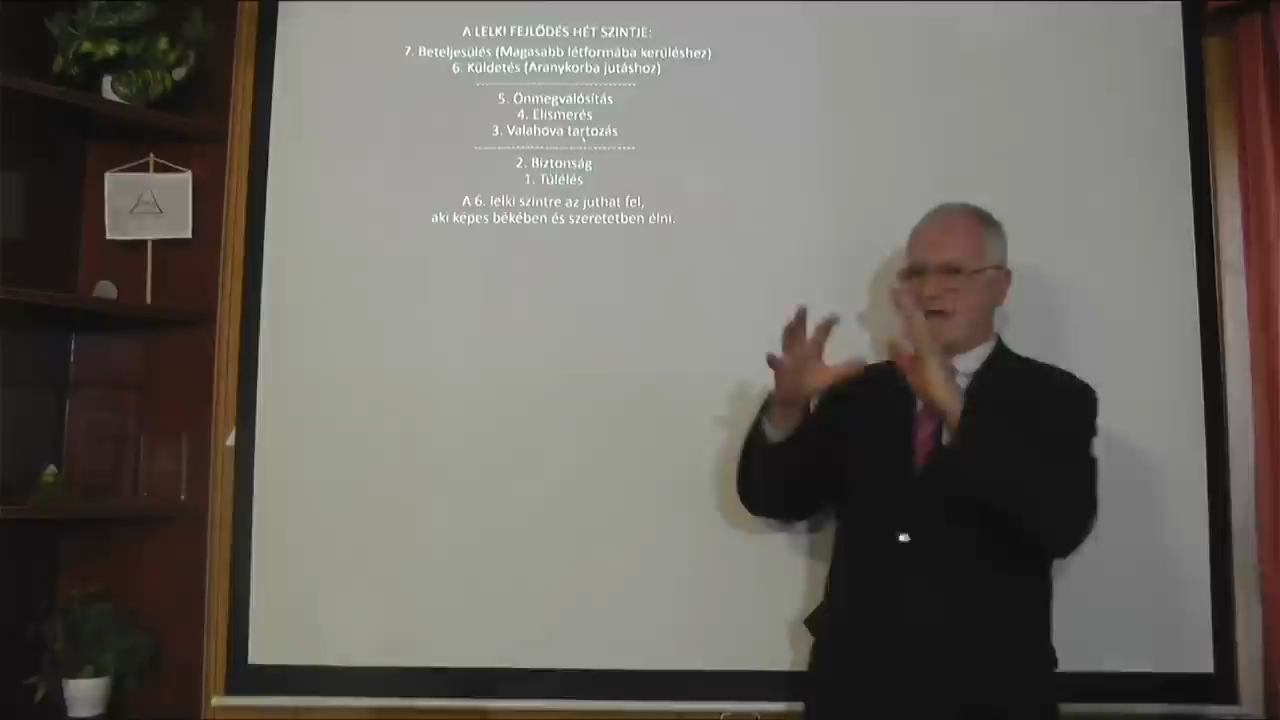 A LELKI FEJLŐDÉS HÉT SZINTJE:
7. Beteljesülés (Magasabb létformába kerüléshez)
6. Küldetés (Aranykorba jutáshoz)
5. Önmegvalósítás
4. Elismerés
3. Valahova tartozás
2. Biztonság
1. Túlélés
A 6. lelki szintre az juthat fel,
aki képes békében és szeretetben élni.